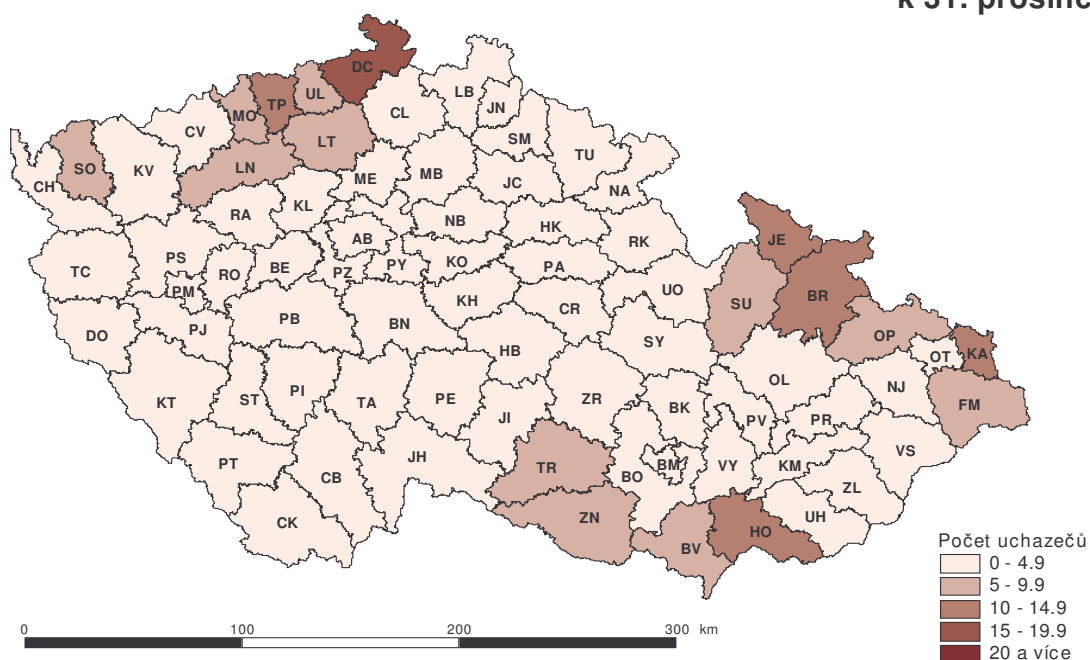 k 31. prosinc
DC
LB
JN
UL
TP
MO
CV
CL
SM
LT
TU
SO
KV
LN
MB
ME
JC
NA
CH
RA
KL
NB
HK
JE
AB
RK
TC
PS
RO
BE
PZ
PY
KO
PA
PM
UO
BR
SU
KH
CR
DO
PJ
PB
BN
SY
OP
HB
OT
KA
KT
ST
PI
TA
PE
ZR
OL
NJ
FM
JI
BK
PV
PR
PT
JH
TR
BO
BM
VY
KM
VS
CB
ZL
CK
ZN
UH
HO
BV
Počet uchazečů
0 - 4.9
5 - 9.9
10 - 14.9
15 - 19.9
20 a více
0 100 200 300 km